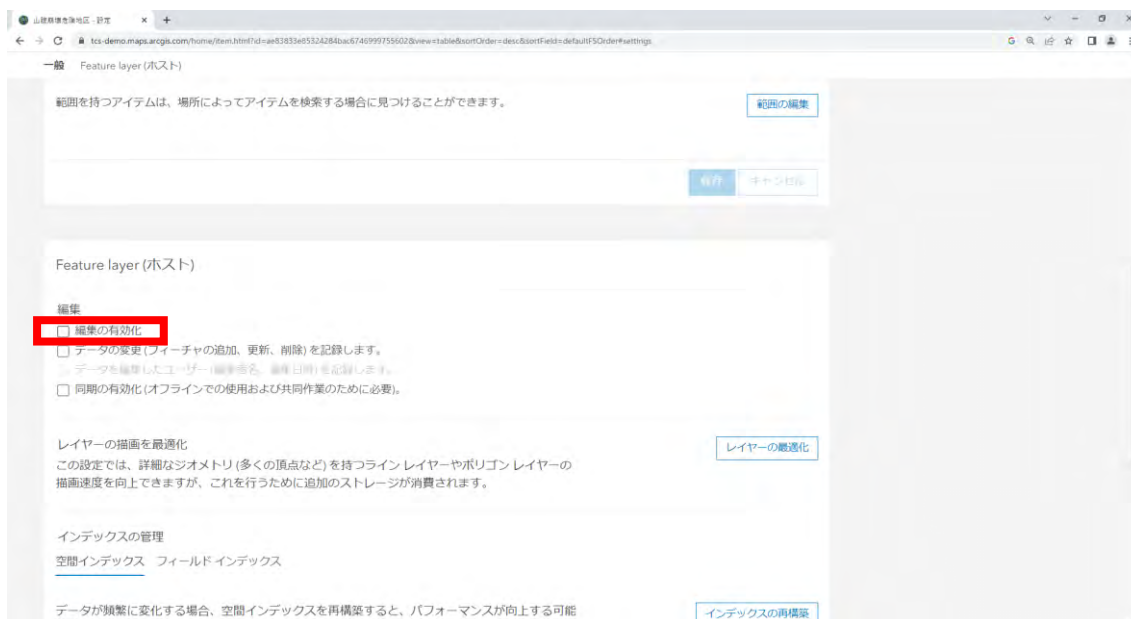 山腹崩壊危険地区 - 設定
tcs-demo.maps.arcgis.com/home/item.html?id=ae83833e85324284bac6746999755602&view=table&sortOrder=desc&sortField=defaultFSOrder#settings
一般 Feature layer (ホスト)
範囲を持つアイテムは、場所によってアイテムを検索する場合に見つけることができます。
範囲の編集
保存 キャンセル
Feature layer (ホスト)
編集
編集の有効化
データの変更 (フィーチャの追加、更新、削除) を記録します。
データを編集したユーザー (編集者名、編集日時) を記録します。
同期の有効化 (オフラインでの使用および共同作業のために必要)。
レイヤーの描画を最適化
レイヤーの最適化
この設定では、詳細なジオメトリ (多くの頂点など) を持つライン レイヤーやポリゴン レイヤーの
描画速度を向上できますが、これを行うために追加のストレージが消費されます。
インデックスの管理
空間インデックス フィールド インデックス
データが頻繁に変化する場合、空間インデックスを再構築すると、パフォーマンスが向上する可能
インデックスの再構築